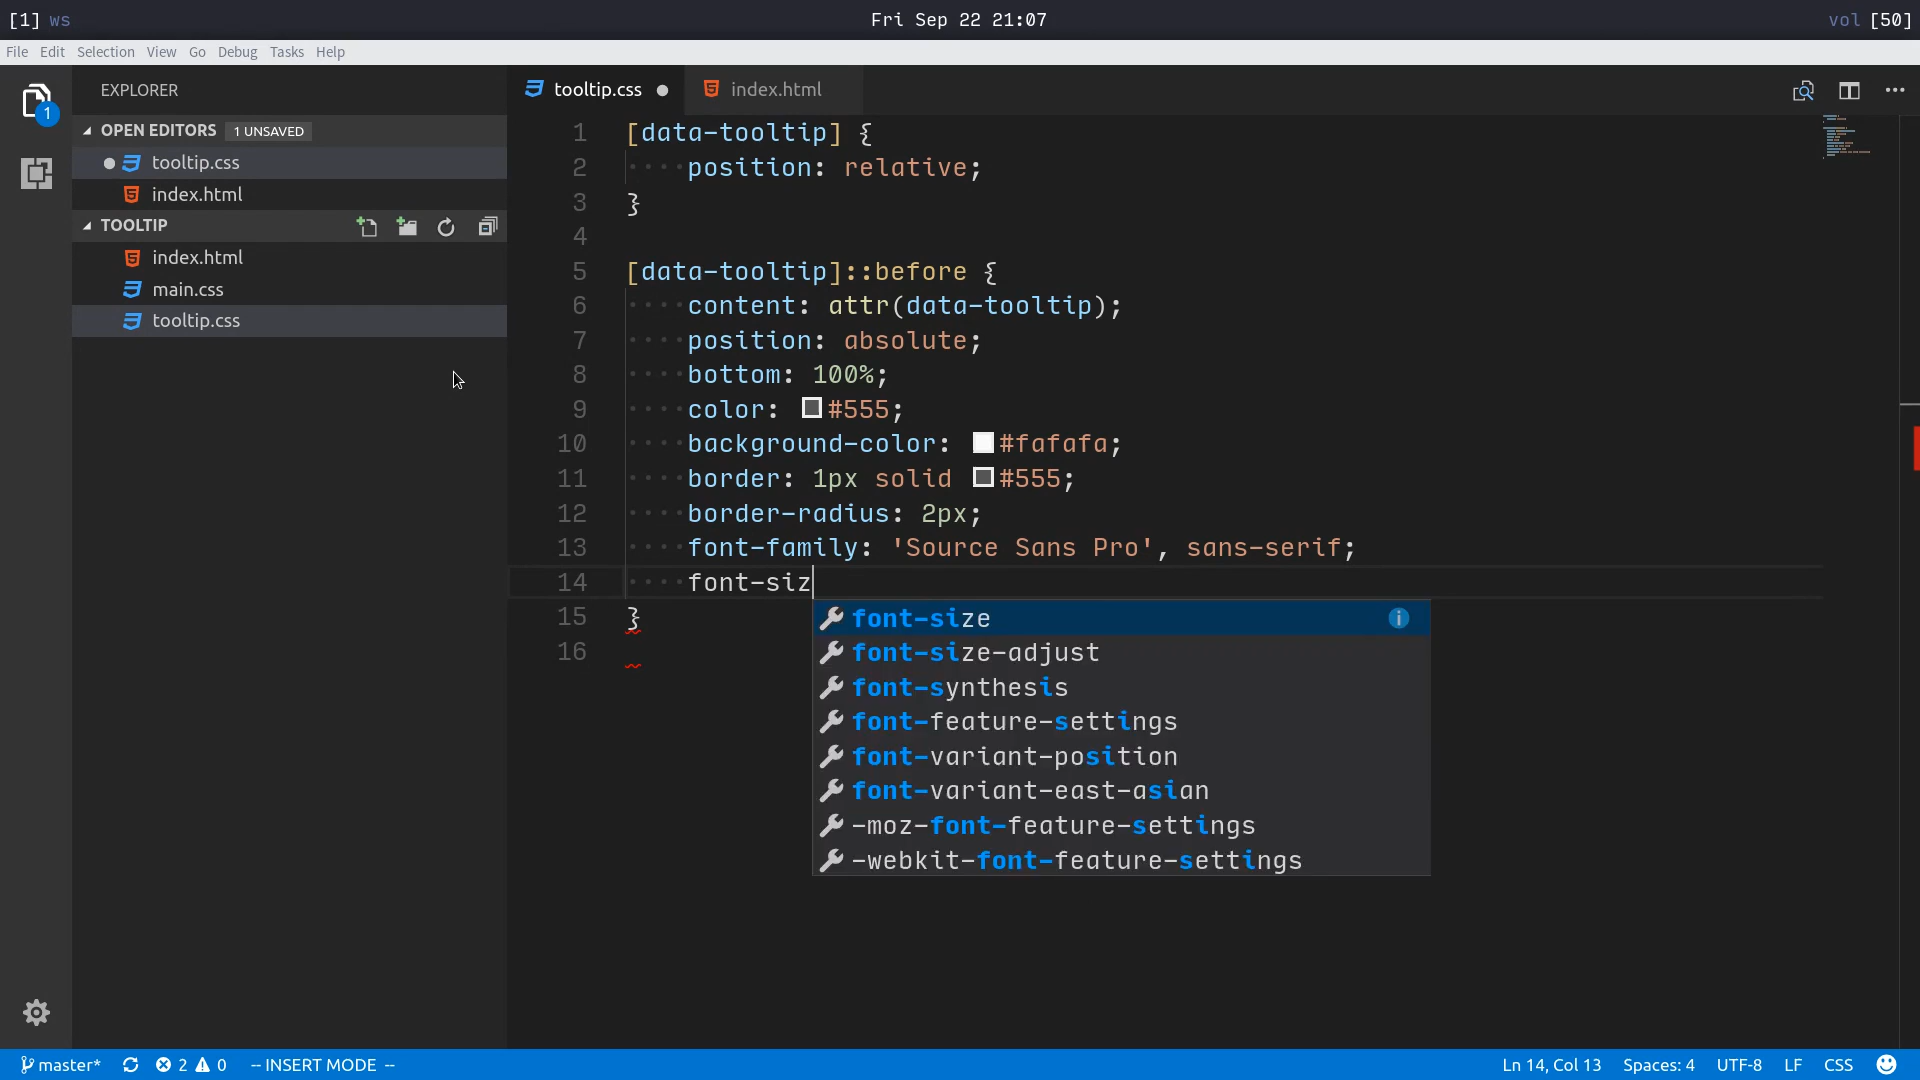 [1] ws
Fri Sep 22 21:07
vol [50]
File Edit Selection View Go Debug Tasks Help
1
EXPLORER
OPEN EDITORS 1 UNSAVED
tooltip.css
index.html
TOOLTIP
index.html
main.css
tooltip.css
tooltip.css index.html
1 [data-tooltip] {
2 ····position: relative;
3 }
4
5 [data-tooltip]::before {
6 ····content: attr(data-tooltip);
7 ····position: absolute;
8 ····bottom: 100%;
9 ····color: #555;
10 ····background-color: #fafafa;
11 ····border: 1px solid #555;
12 ····border-radius: 2px;
13 ····font-family: 'Source Sans Pro', sans-serif;
14 ····font-siz
15 }
16
font-size
font-size-adjust
font-synthesis
font-feature-settings
font-variant-position
font-variant-east-asian
-moz-font-feature-settings
-webkit-font-feature-settings
master* 2 0 -- INSERT MODE -- Ln 14, Col 13 Spaces: 4 UTF-8 LF CSS